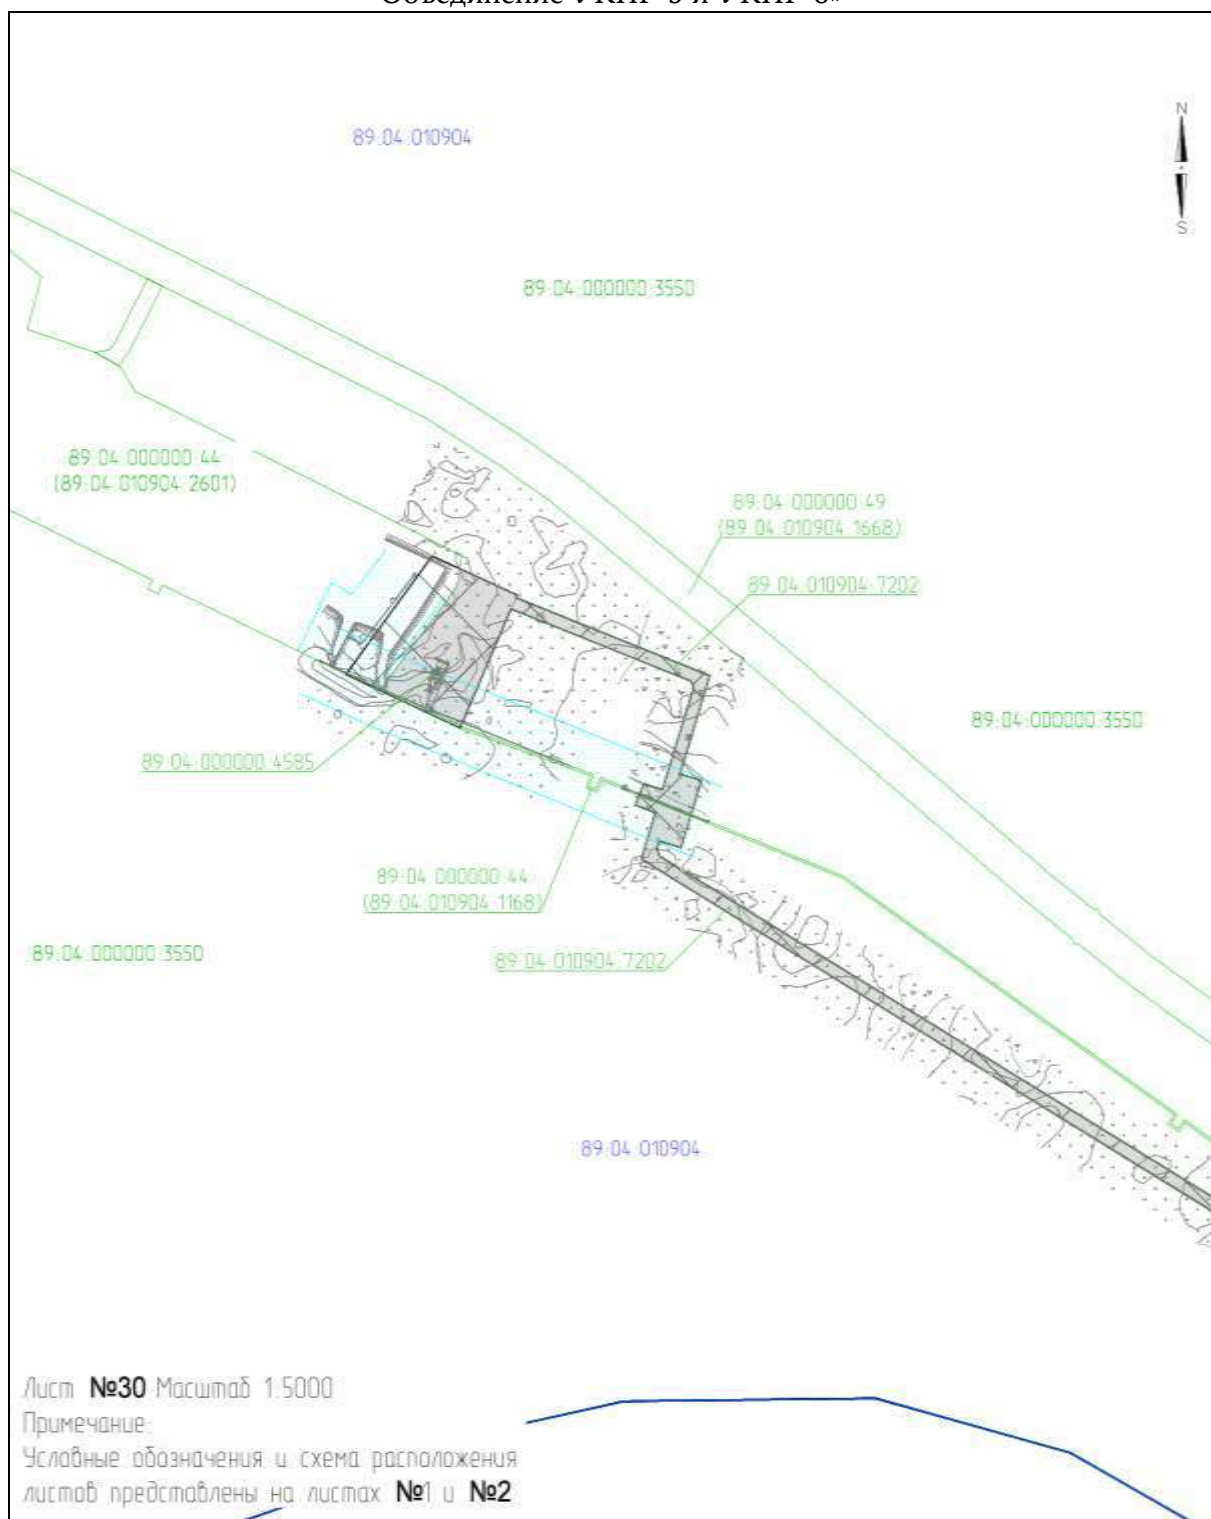 89:04:010904
N
S
89:04:000000:3550
89:04:000000:44
(89:04:010904:2601)
89:04:000000:49
(89:04:010904:1668)
89:04:010904:7202
89:04:000000:3550
89:04:000000:4585
89:04:000000:44
(89:04:010904:1168)
89:04:000000:3550
89:04:010904:7202
89:04:010904
Лист №30 Масштаб 1:5000
Примечание:
Условные обозначения и схема расположения
листов представлены на листах №1 и №2